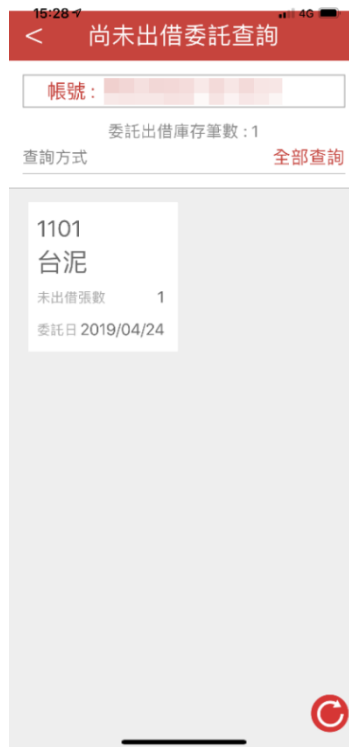 15:28 4G
< 尚未出借委託查詢
帳號：
委託出借庫存筆數：1
查詢方式 全部查詢
1101
台泥
未出借張數 1
委託日 2019/04/24